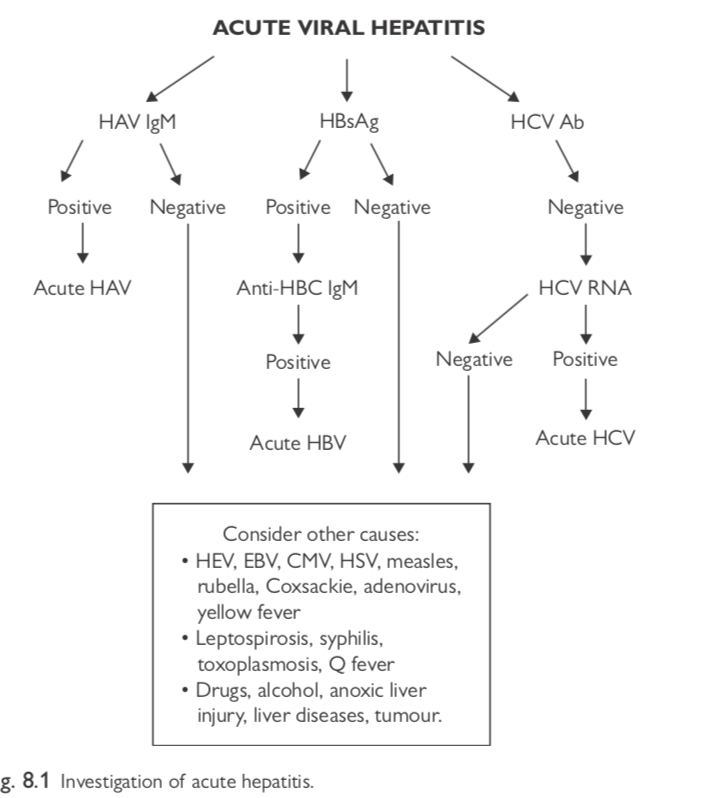 ACUTE VIRAL HEPATITIS
HAV IgM
HBsAg
HCV Ab
Positive
Negative
Positive
Negative
Negative
Acute HAV
Anti-HBC IgM
HCV RNA
Positive
Negative
Positive
Acute HBV
Acute HCV
Consider other causes:
• HEV, EBV, CMV, HSV, measles,
rubella, Coxsackie, adenovirus,
yellow fever
• Leptospirosis, syphilis,
toxoplasmosis, Q fever
• Drugs, alcohol, anoxic liver
injury, liver diseases, tumour.
g. 8.1 Investigation of acute hepatitis.